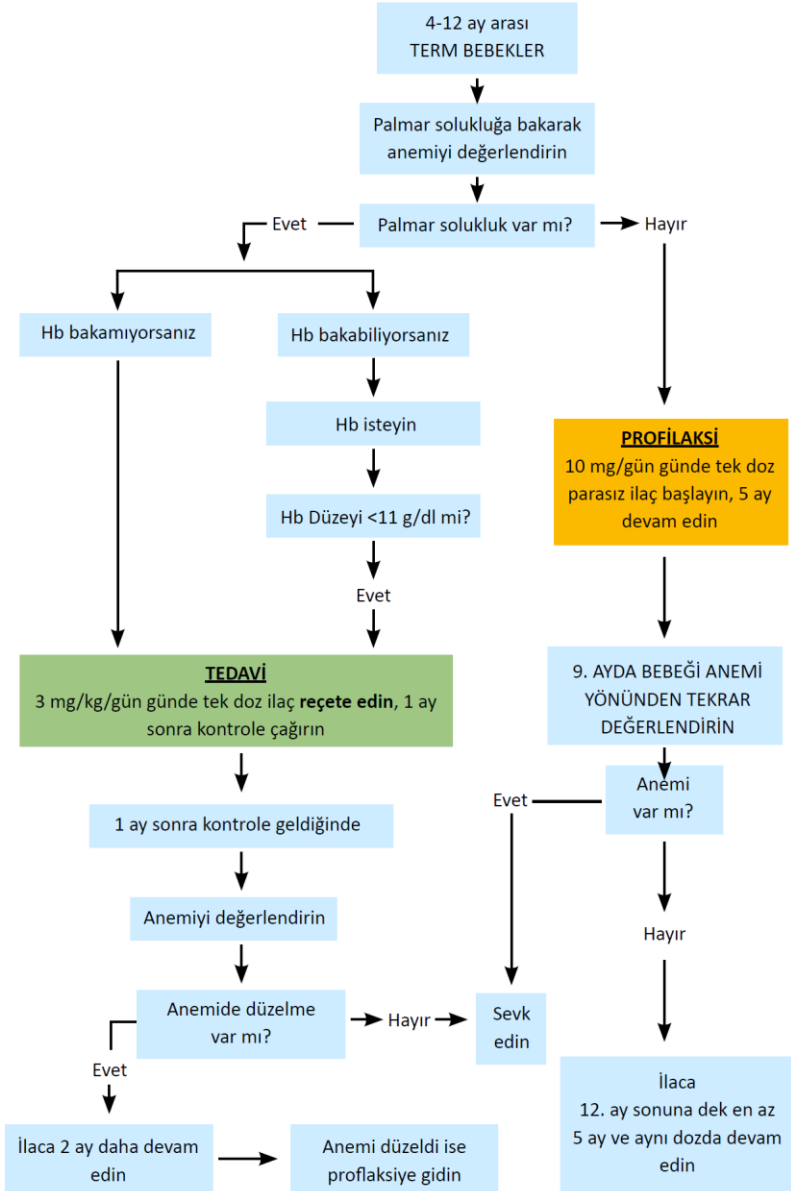 4-12 ay arası
TERM BEBEKLER
Palmar solukluğa bakarak
anemiyi değerlendirin
Palmar solukluk var mı?
Evet
Hayır
Hb bakamıyorsanız
Hb bakabiliyorsanız
Hb isteyin
Hb Düzeyi <11 g/dl mi?
Evet
PROFİLAKSİ
10 mg/gün günde tek doz
parasız ilaç başlayın, 5 ay
devam edin
TEDAVİ
3 mg/kg/gün günde tek doz ilaç reçete edin, 1 ay
sonra kontrole çağırın
9. AYDA BEBEĞİ ANEMİ
YÖNÜNDEN TEKRAR
DEĞERLENDİRİN
Anemi
var mı?
Evet
Hayır
1 ay sonra kontrole geldiğinde
Anemiyi değerlendirin
Anemide düzelme
var mı?
Hayır
Sevk
edin
Evet
İlaca 2 ay daha devam
edin
Anemi düzeldi ise
proflaksiye gidin
İlaca
12. ay sonuna dek en az
5 ay ve aynı dozda devam
edin